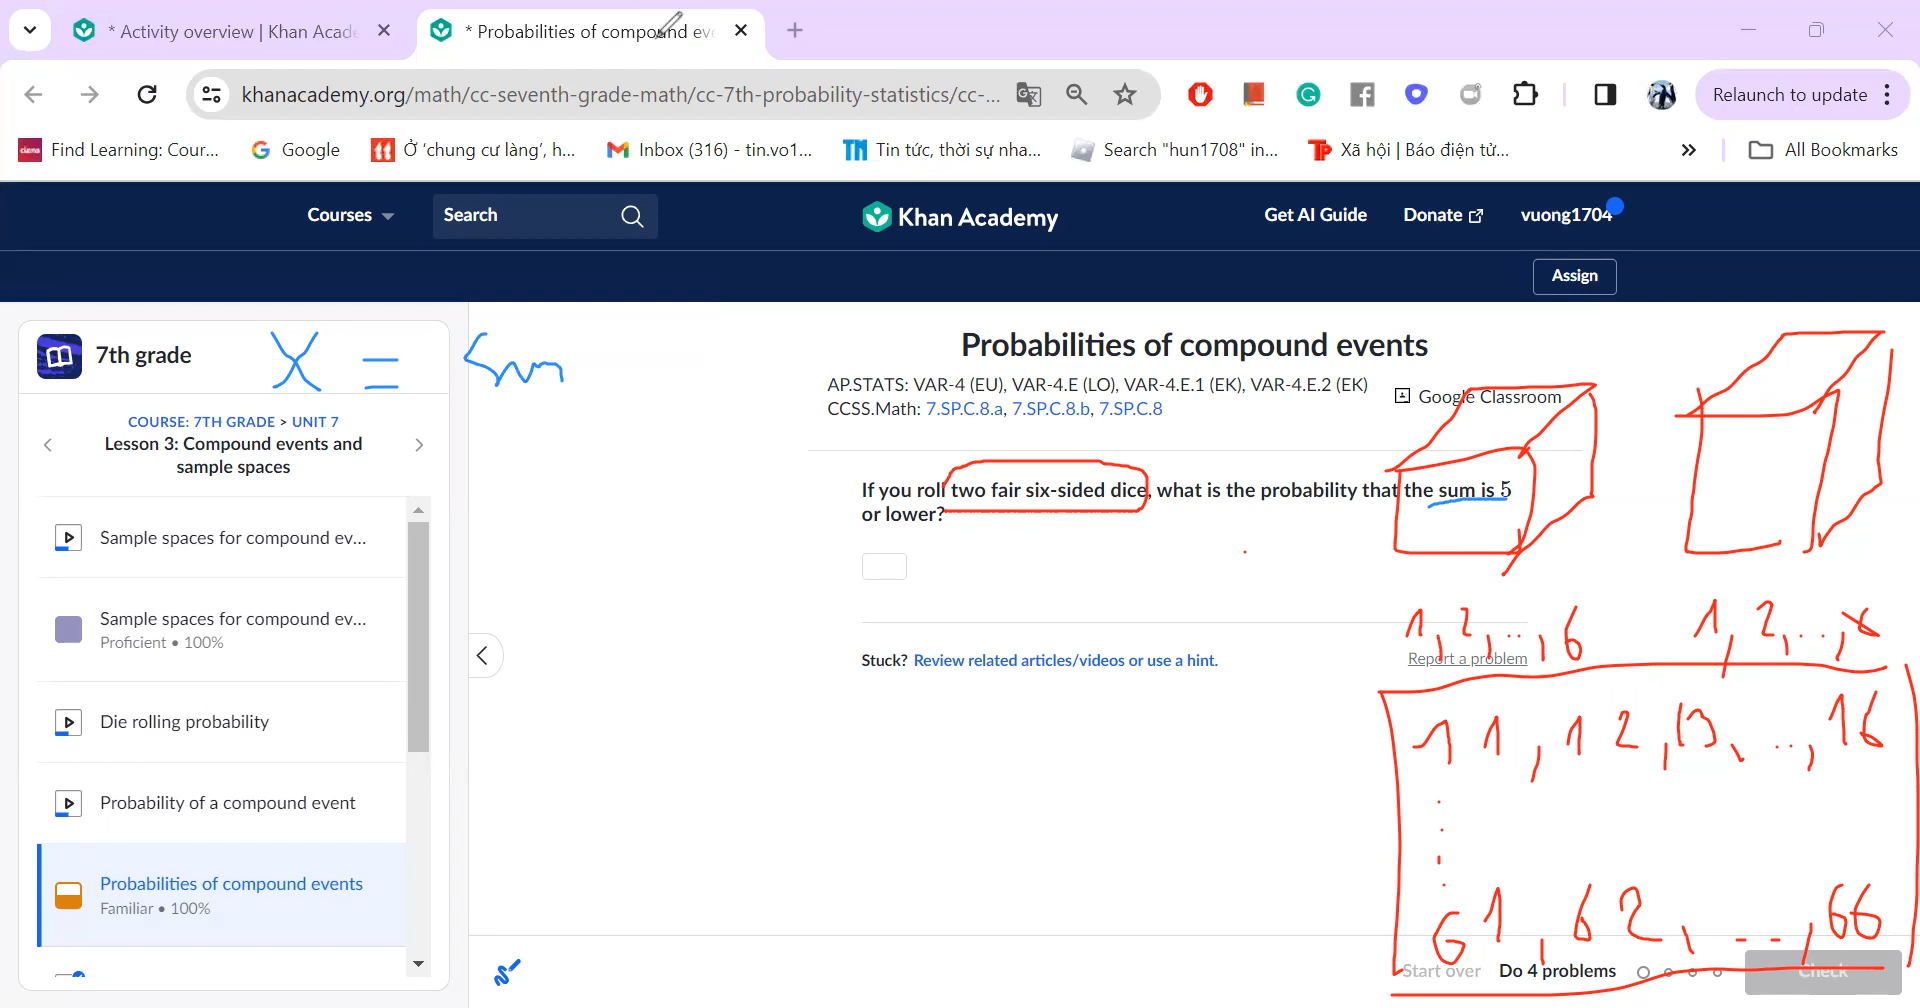 * Activity overview | Khan Acade
* Probabilities of compound eve
khanacademy.org/math/cc-seventh-grade-math/cc-7th-probability-statistics/cc-...
Relaunch to update
Find Learning: Cour...
Google
Ở ‘chung cư làng’, h...
Inbox (316) - tin.vo1...
Tin tức, thời sự nha...
Search "hun1708" in...
Xã hội | Báo điện tử...
All Bookmarks
Courses
Search
Khan Academy
Get AI Guide
Donate
vuong1704
Assign
7th grade
X = Sum
COURSE: 7TH GRADE > UNIT 7
Lesson 3: Compound events and
sample spaces
Sample spaces for compound ev...
Sample spaces for compound ev...
Proficient • 100%
Die rolling probability
Probability of a compound event
Probabilities of compound events
Familiar • 100%
Probabilities of compound events
AP.STATS: VAR-4 (EU), VAR-4.E (LO), VAR-4.E.1 (EK), VAR-4.E.2 (EK)
CCSS.Math: 7.SP.C.8.a, 7.SP.C.8.b, 7.SP.C.8
Google Classroom
If you roll two fair six-sided dice, what is the probability that the sum is 5
or lower?
Stuck? Review related articles/videos or use a hint.
Report a problem
1, 2, .., 6
1, 2, .., 6
11, 12, 13, ..., 16
61, 62, ..., 66
Start over
Do 4 problems
Check